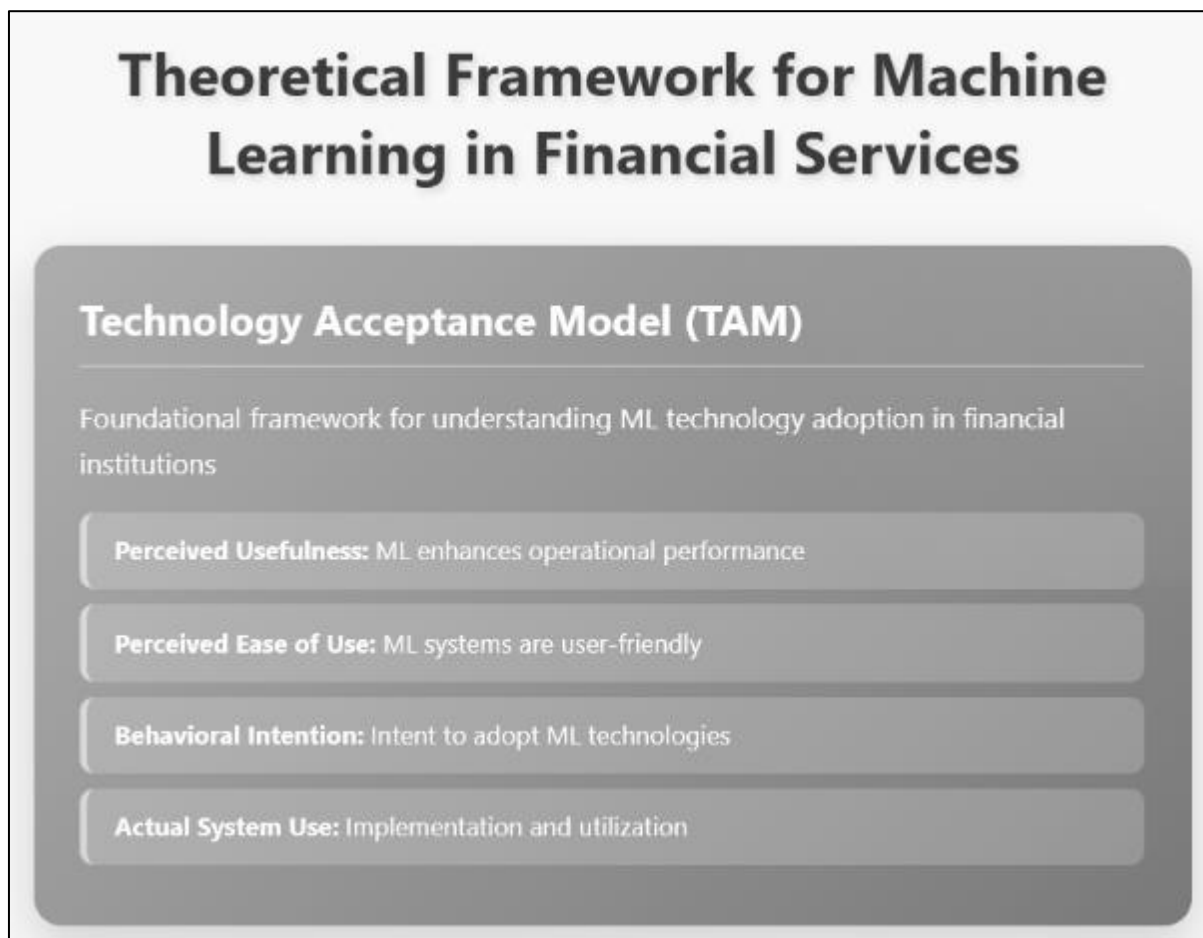 Theoretical Framework for Machine
Learning in Financial Services
Technology Acceptance Model (TAM)
Foundational framework for understanding ML technology adoption in financial
institutions
Perceived Usefulness: ML enhances operational performance
Perceived Ease of Use: ML systems are user-friendly
Behavioral Intention: Intent to adopt ML technologies
Actual System Use: Implementation and utilization